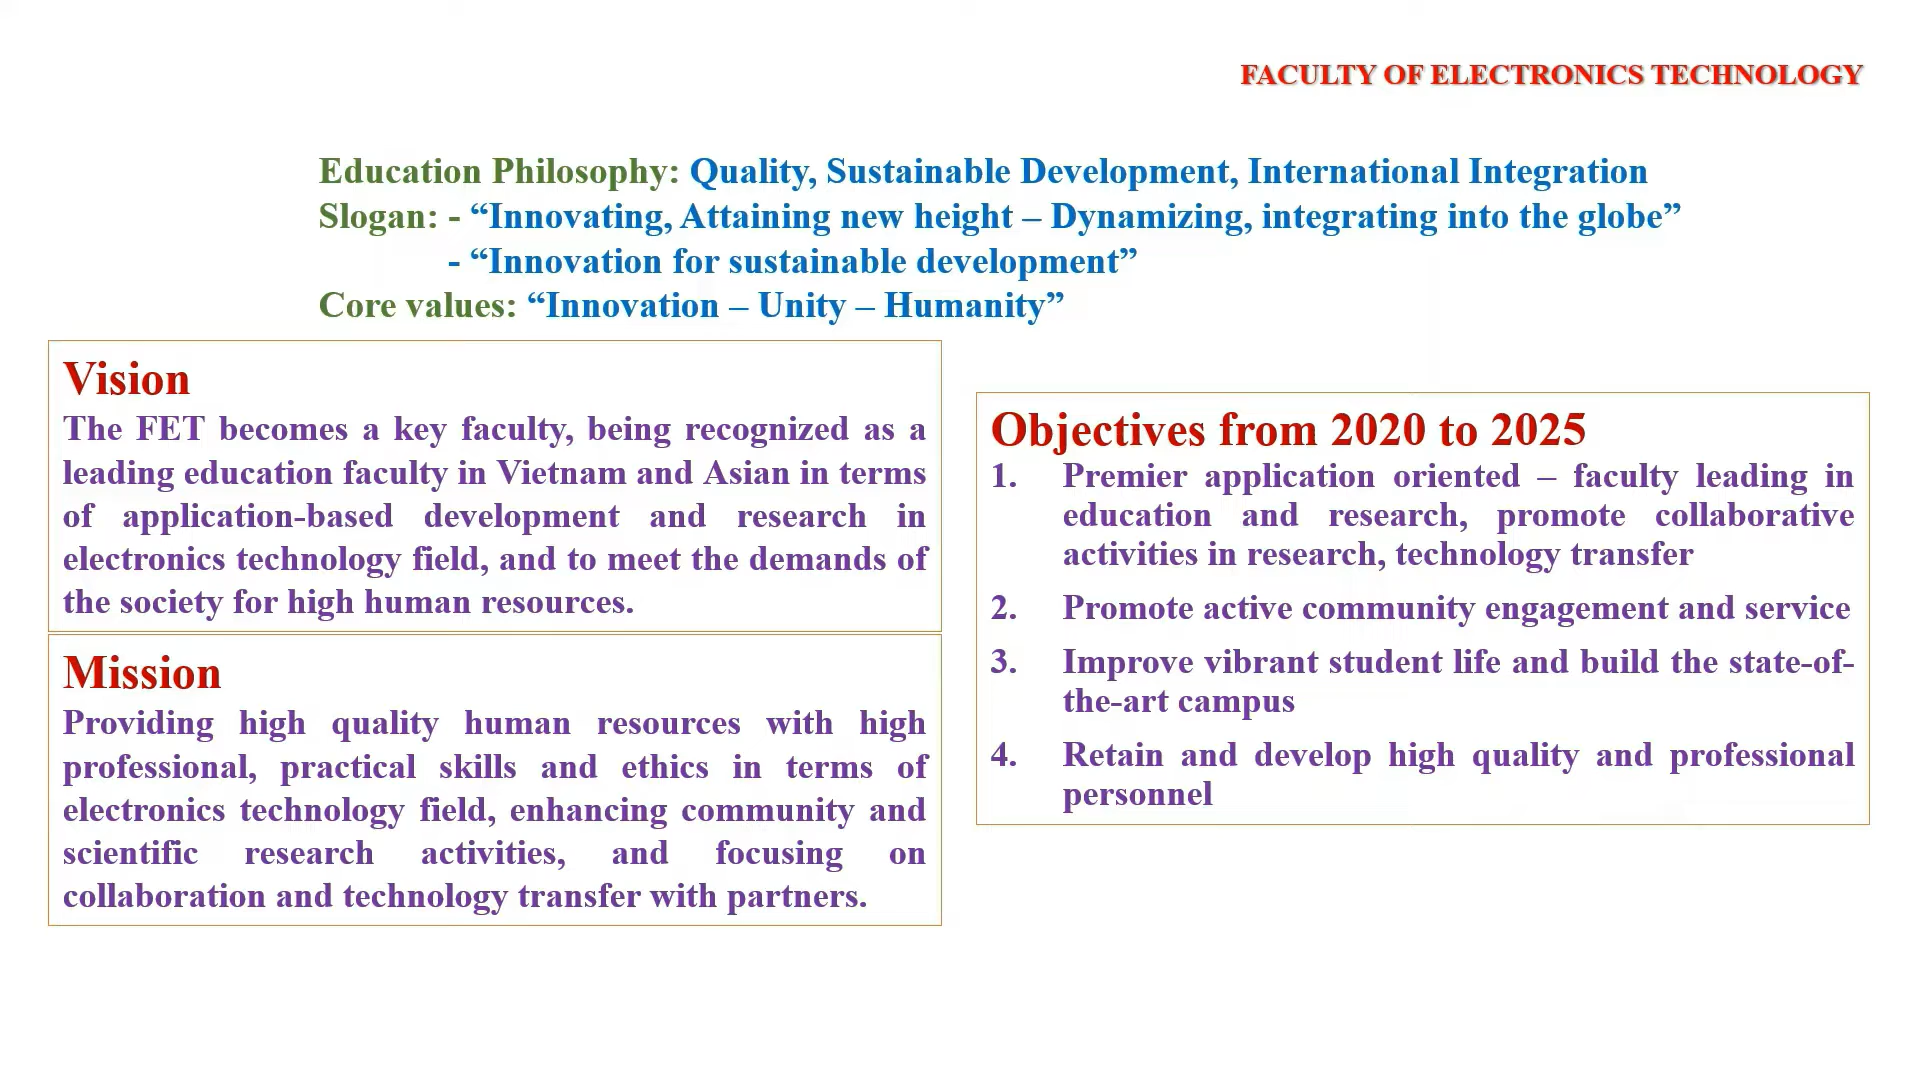 FACULTY OF ELECTRONICS TECHNOLOGY
Education Philosophy: Quality, Sustainable Development, International Integration
Slogan: - “Innovating, Attaining new height – Dynamizing, integrating into the globe”
- “Innovation for sustainable development”
Core values: “Innovation – Unity – Humanity”
Vision
The FET becomes a key faculty, being recognized as a
leading education faculty in Vietnam and Asian in terms
of application-based development and research in
electronics technology field, and to meet the demands of
the society for high human resources.
Mission
Providing high quality human resources with high
professional, practical skills and ethics in terms of
electronics technology field, enhancing community and
scientific research activities, and focusing on
collaboration and technology transfer with partners.
Objectives from 2020 to 2025
1. Premier application oriented – faculty leading in
education and research, promote collaborative
activities in research, technology transfer
2. Promote active community engagement and service
3. Improve vibrant student life and build the state-of-
the-art campus
4. Retain and develop high quality and professional
personnel